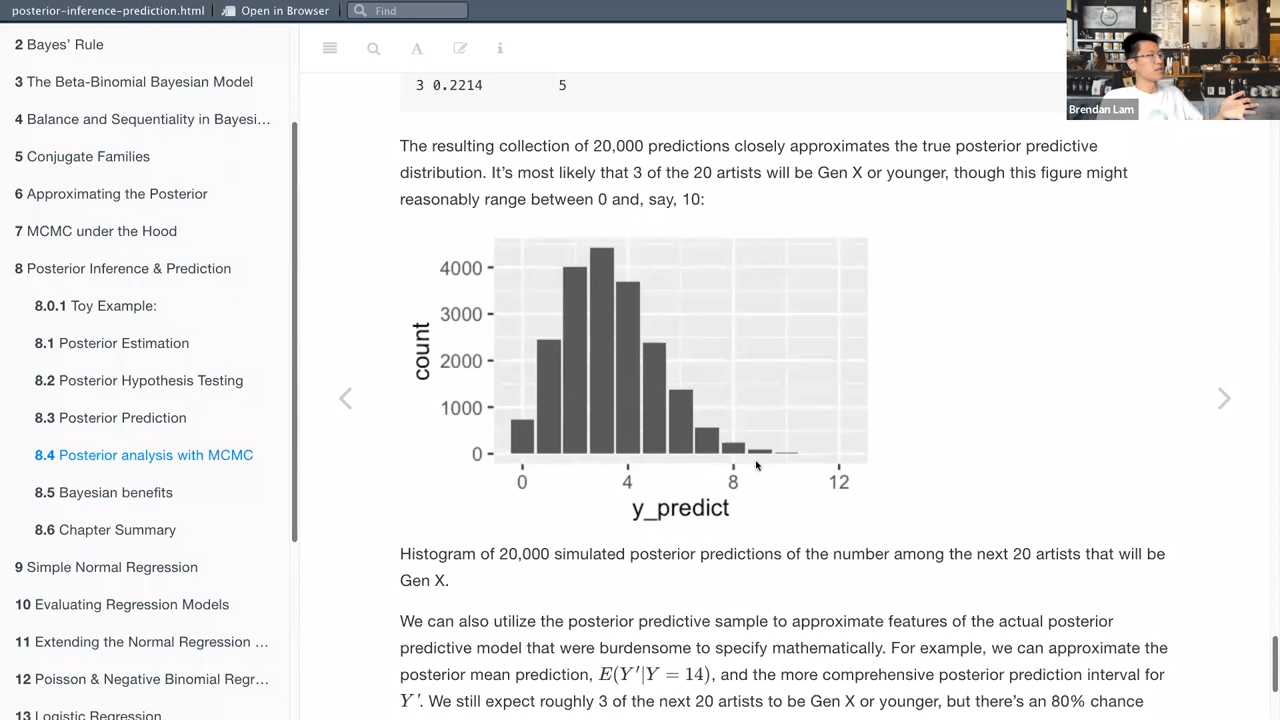 posterior-inference-prediction.html
Open in Browser
Find
2 Bayes’ Rule
3 The Beta-Binomial Bayesian Model
4 Balance and Sequentiality in Bayesi…
5 Conjugate Families
6 Approximating the Posterior
7 MCMC under the Hood
8 Posterior Inference & Prediction
8.0.1 Toy Example:
8.1 Posterior Estimation
8.2 Posterior Hypothesis Testing
8.3 Posterior Prediction
8.4 Posterior analysis with MCMC
8.5 Bayesian benefits
8.6 Chapter Summary
9 Simple Normal Regression
10 Evaluating Regression Models
11 Extending the Normal Regression …
12 Poisson & Negative Binomial Regr…
13 Logistic Regression
Brendan Lam
3 0.2214 5
The resulting collection of 20,000 predictions closely approximates the true posterior predictive
distribution. It’s most likely that 3 of the 20 artists will be Gen X or younger, though this figure might
reasonably range between 0 and, say, 10:
4000
3000
2000
1000
0
count
0 4 8 12
y_predict
Histogram of 20,000 simulated posterior predictions of the number among the next 20 artists that will be
Gen X.
We can also utilize the posterior predictive sample to approximate features of the actual posterior
predictive model that were burdensome to specify mathematically. For example, we can approximate the
posterior mean prediction, E(Y′|Y = 14), and the more comprehensive posterior prediction interval for
Y′. We still expect roughly 3 of the next 20 artists to be Gen X or younger, but there’s an 80% chance